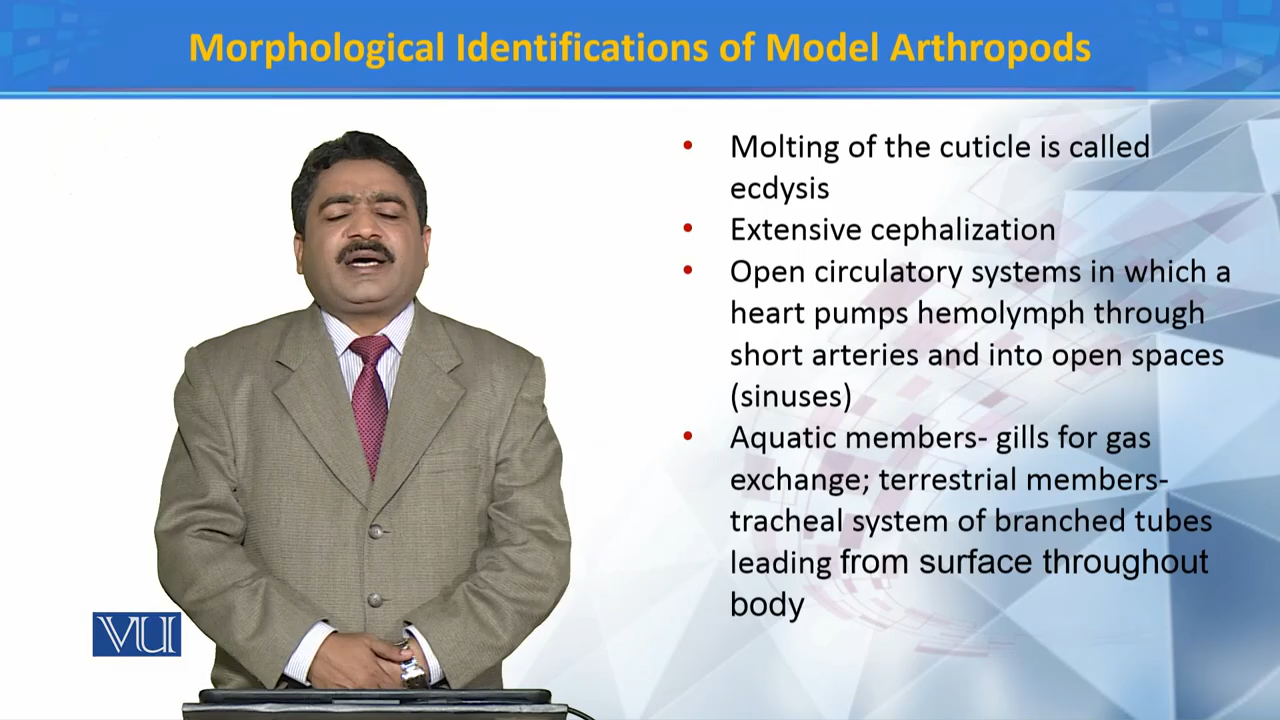 Morphological Identifications of Model Arthropods
• Molting of the cuticle is called
ecdysis
• Extensive cephalization
• Open circulatory systems in which a
heart pumps hemolymph through
short arteries and into open spaces
(sinuses)
• Aquatic members- gills for gas
exchange; terrestrial members-
tracheal system of branched tubes
leading from surface throughout
body
VU